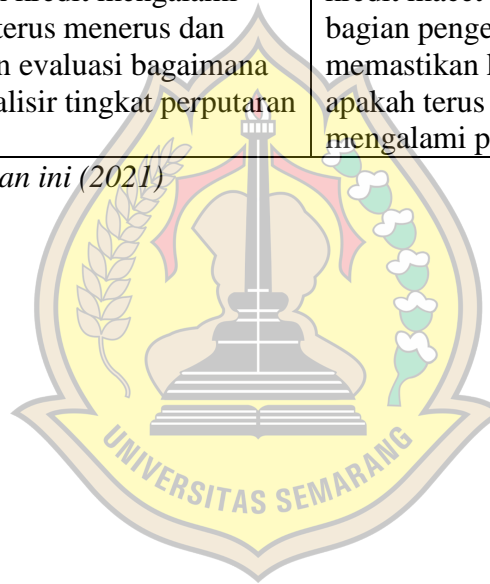 kredit mengalami
terus menerus dan
n evaluasi bagaimana
alisir tingkat perputaran
kredit macet
bagian penge
memastikan
apakah terus
mengalami p
an ini (2021)
UNIVERSITAS SEMARANG